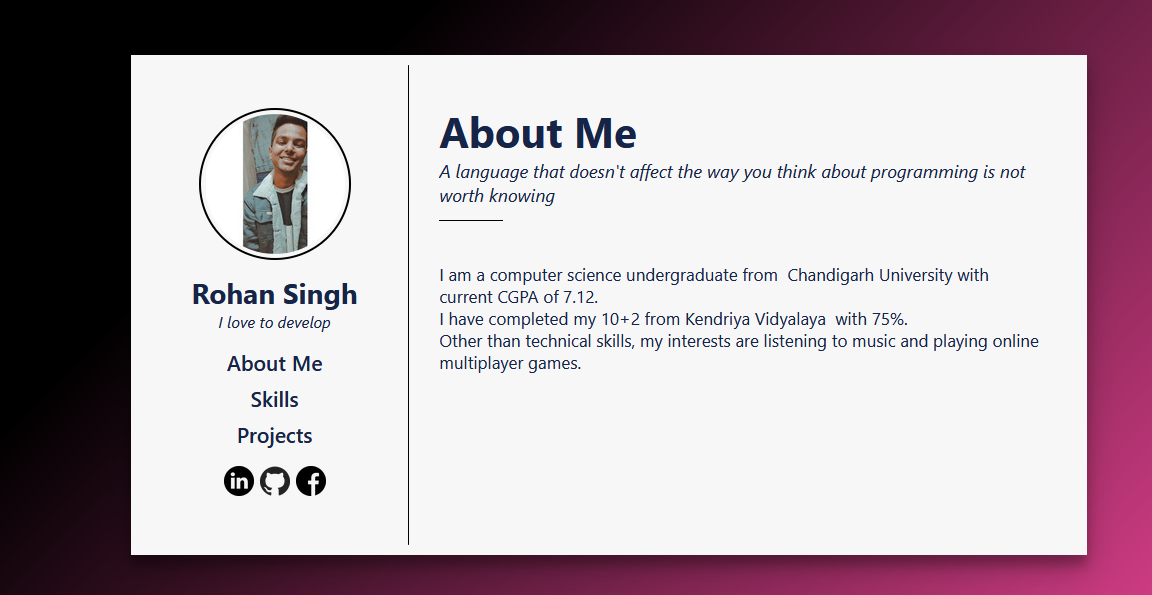 Rohan Singh
I love to develop
About Me
Skills
Projects
in
About Me
A language that doesn't affect the way you think about programming is not
worth knowing
I am a computer science undergraduate from  Chandigarh University with
current CGPA of 7.12.
I have completed my 10+2 from Kendriya Vidyalaya  with 75%.
Other than technical skills, my interests are listening to music and playing online
multiplayer games.